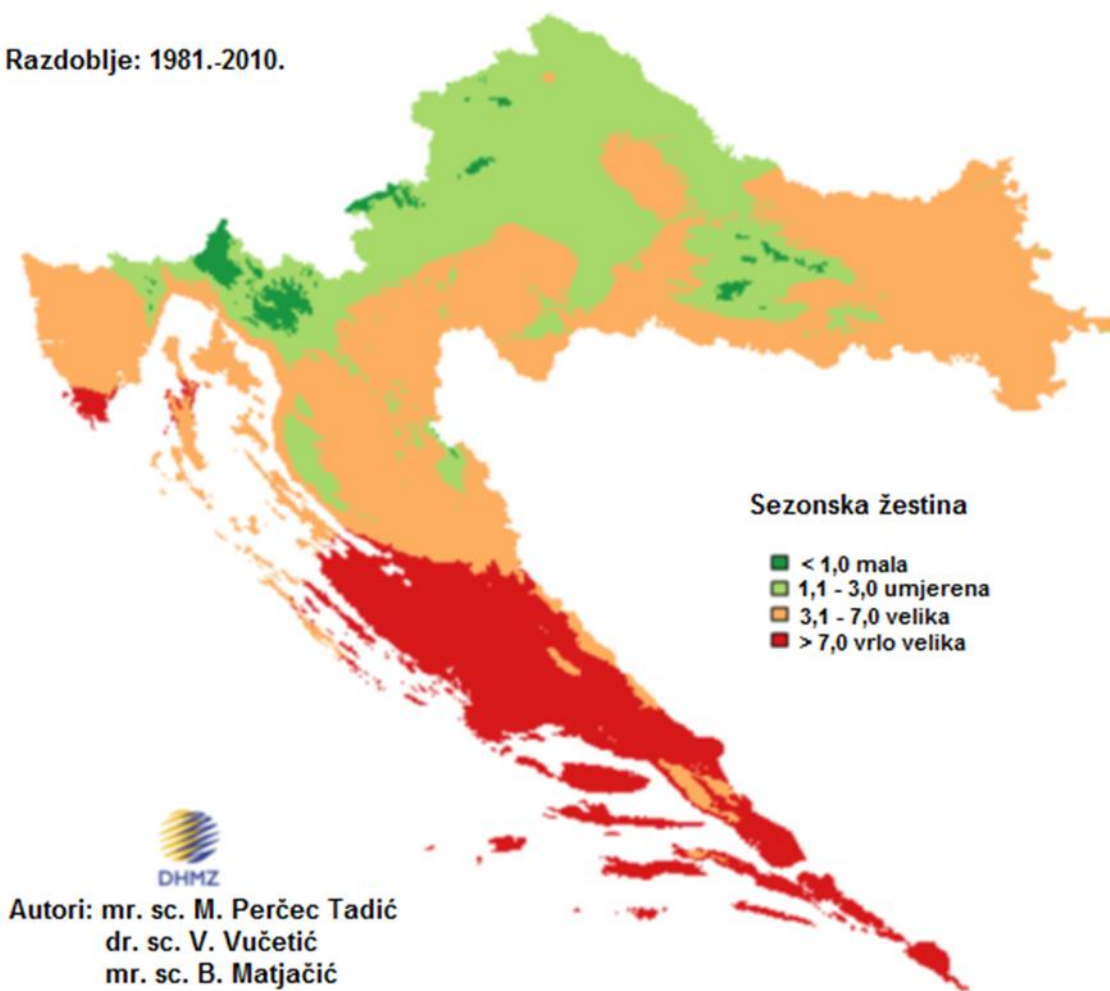 Razdoblje: 1981.-2010.
Sezonska žestina
< 1,0 mala
1,1 - 3,0 umjerena
3,1 - 7,0 velika
> 7,0 vrlo velika
DHMZ
Autori: mr. sc. M. Perčec Tadić
dr. sc. V. Vučetić
mr. sc. B. Matjačić